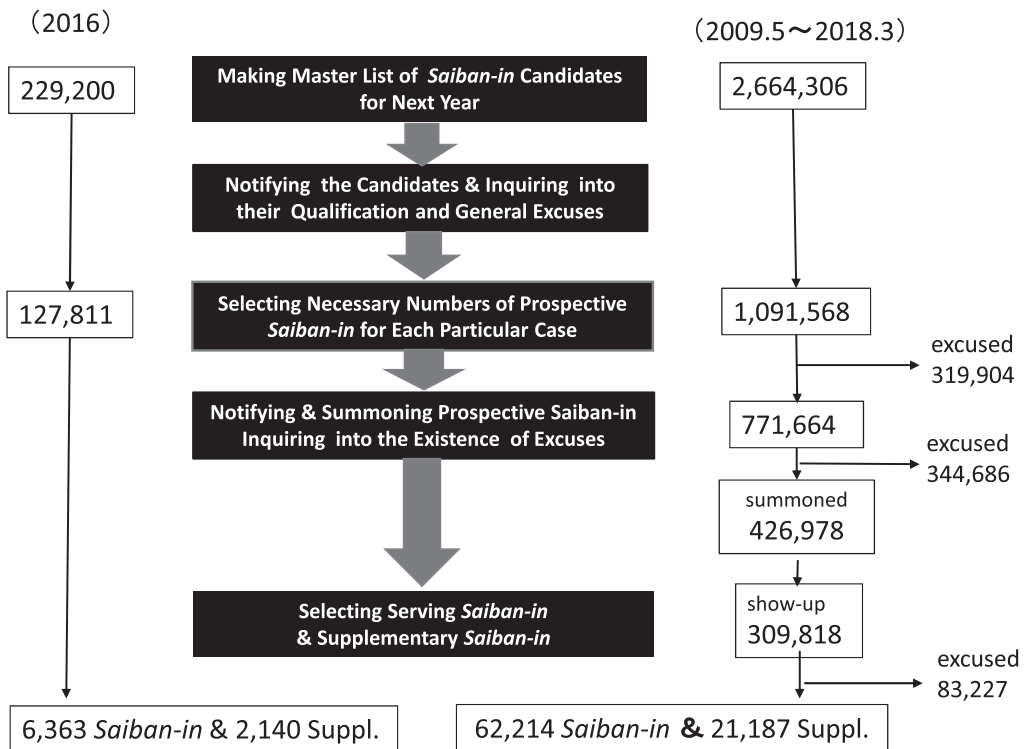 (2016)
229,200
127,811
6,363 Saiban-in & 2,140 Suppl.
Making Master List of Saiban-in Candidates
for Next Year
Notifying the Candidates & Inquiring into
their Qualification and General Excuses
Selecting Necessary Numbers of Prospective
Saiban-in for Each Particular Case
Notifying & Summoning Prospective Saiban-in
Inquiring into the Existence of Excuses
Selecting Serving Saiban-in
& Supplementary Saiban-in
(2009.5～2018.3)
2,664,306
1,091,568
excused
319,904
771,664
excused
344,686
summoned
426,978
show-up
309,818
excused
83,227
62,214 Saiban-in & 21,187 Suppl.